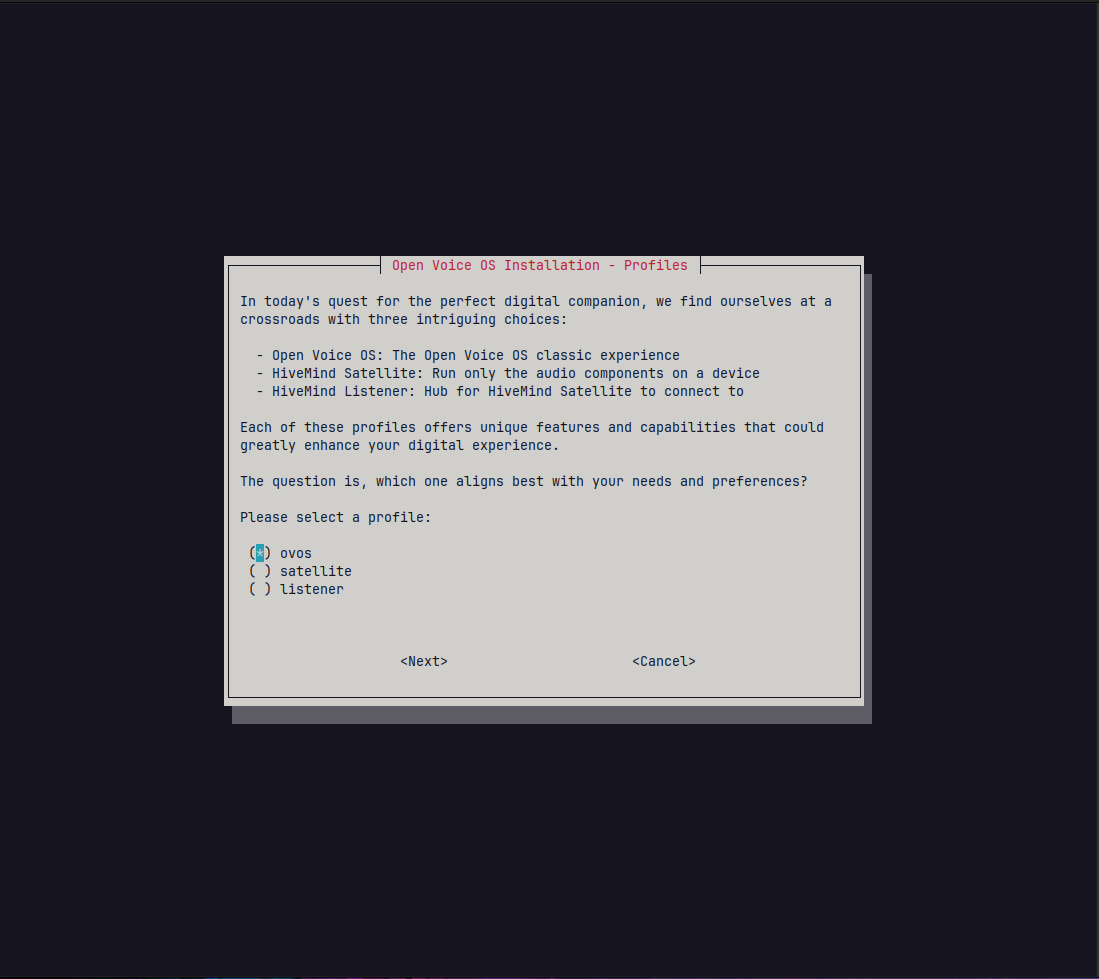 Open Voice OS Installation - Profiles
In today's quest for the perfect digital companion, we find ourselves at a
crossroads with three intriguing choices:
- Open Voice OS: The Open Voice OS classic experience
- HiveMind Satellite: Run only the audio components on a device
- HiveMind Listener: Hub for HiveMind Satellite to connect to
Each of these profiles offers unique features and capabilities that could
greatly enhance your digital experience.
The question is, which one aligns best with your needs and preferences?
Please select a profile:
(*) ovos
( ) satellite
( ) listener
<Next> <Cancel>